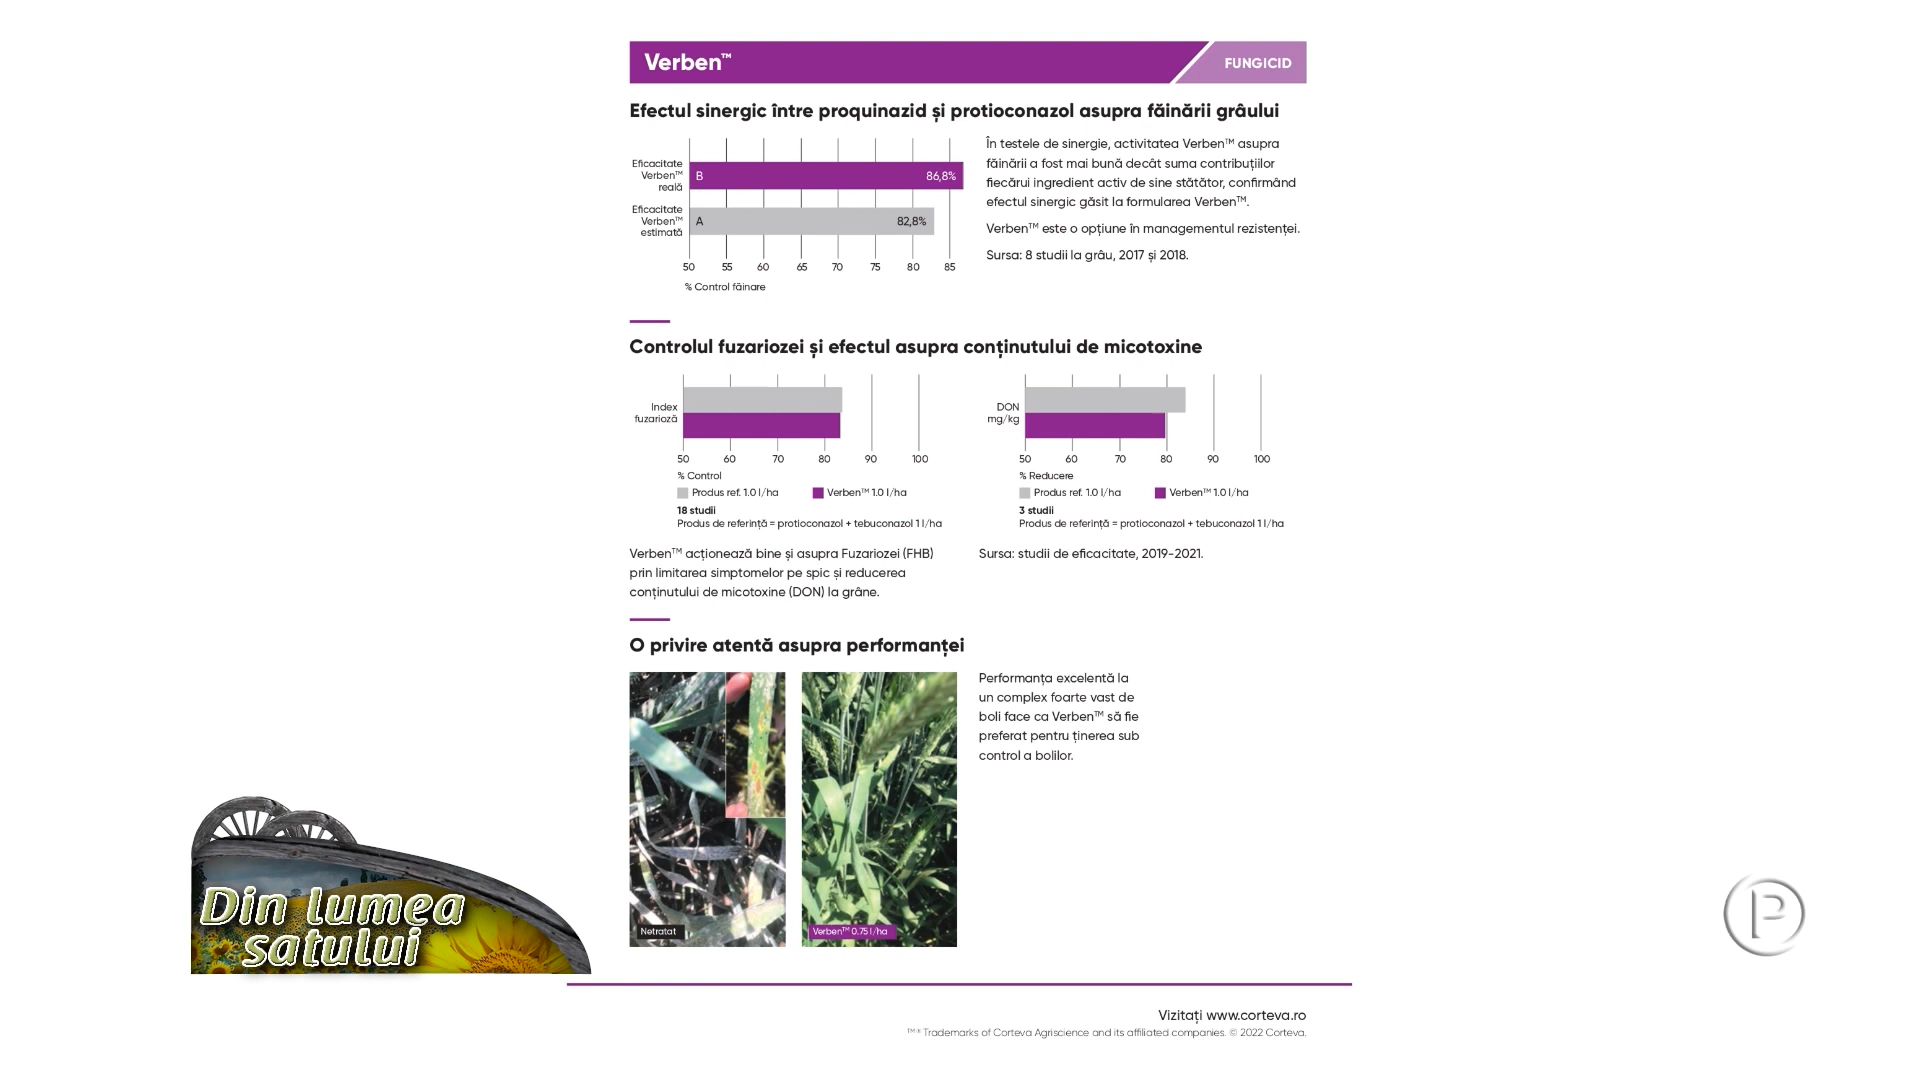 Verben™
FUNGICID
Efectul sinergic între proquinazid și protioconazol asupra făinării grâului
Eficacitate
Verben™
reală
B
86,8%
Eficacitate
Verben™
estimată
A
82,8%
50 55 60 65 70 75 80 85
% Control făinare
În testele de sinergie, activitatea Verben™ asupra
făinării a fost mai bună decât suma contribuțiilor
fiecărui ingredient activ de sine stătător, confirmând
efectul sinergic găsit la formularea Verben™.
Verben™ este o opțiune în managementul rezistenței.
Sursa: 8 studii la grâu, 2017 și 2018.
Controlul fuzariozei și efectul asupra conținutului de micotoxine
Index
fuzarioză
50 60 70 80 90 100
% Control
Produs ref. 1.0 l/ha Verben™ 1.0 l/ha
18 studii
Produs de referință = protioconazol + tebuconazol 1 l/ha
DON
mg/kg
50 60 70 80 90 100
% Reducere
Produs ref. 1.0 l/ha Verben™ 1.0 l/ha
3 studii
Produs de referință = protioconazol + tebuconazol 1 l/ha
Verben™ acționează bine și asupra Fuzariozei (FHB)
prin limitarea simptomelor pe spic și reducerea
conținutului de micotoxine (DON) la grâne.
Sursa: studii de eficacitate, 2019-2021.
O privire atentă asupra performanței
Netratat
Verben™ 0.75 l/ha
Performanța excelentă la
un complex foarte vast de
boli face ca Verben™ să fie
preferat pentru ținerea sub
control a bolilor.
Din lumea
satului
P
Vizitați www.corteva.ro
™ ® Trademarks of Corteva Agriscience and its affiliated companies. © 2022 Corteva.